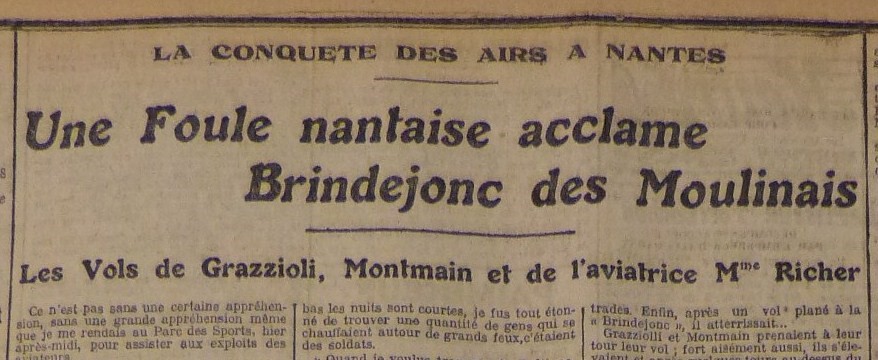 LA CONQUETE DES AIRS A NANTES
Une Foule nantaise acclame
Brindejonc des Moulinais
Les Vols de Grazzioli, Montmain et de l'aviatrice Mme Richer
Ce n'est pas sans une certaine appréhen-
sion, sans une grande appréhension même
que je me rendais au Parc des Sports, hier
après-midi, pour assister aux exploits des
aviateurs
bas les nuits sont courtes, je fus tout éton-
né de trouver une quantité de gens qui se
chauffaient autour de grands feux, c'étaient
des soldats.
« Quand je voulus
trades. Enfin, après un vol plané à la
« Brindejonc », il atterrissait...
Grazziolli et Montmain prenaient à leur
tour leur vol ; fort aisément aussi, ils s'éle-